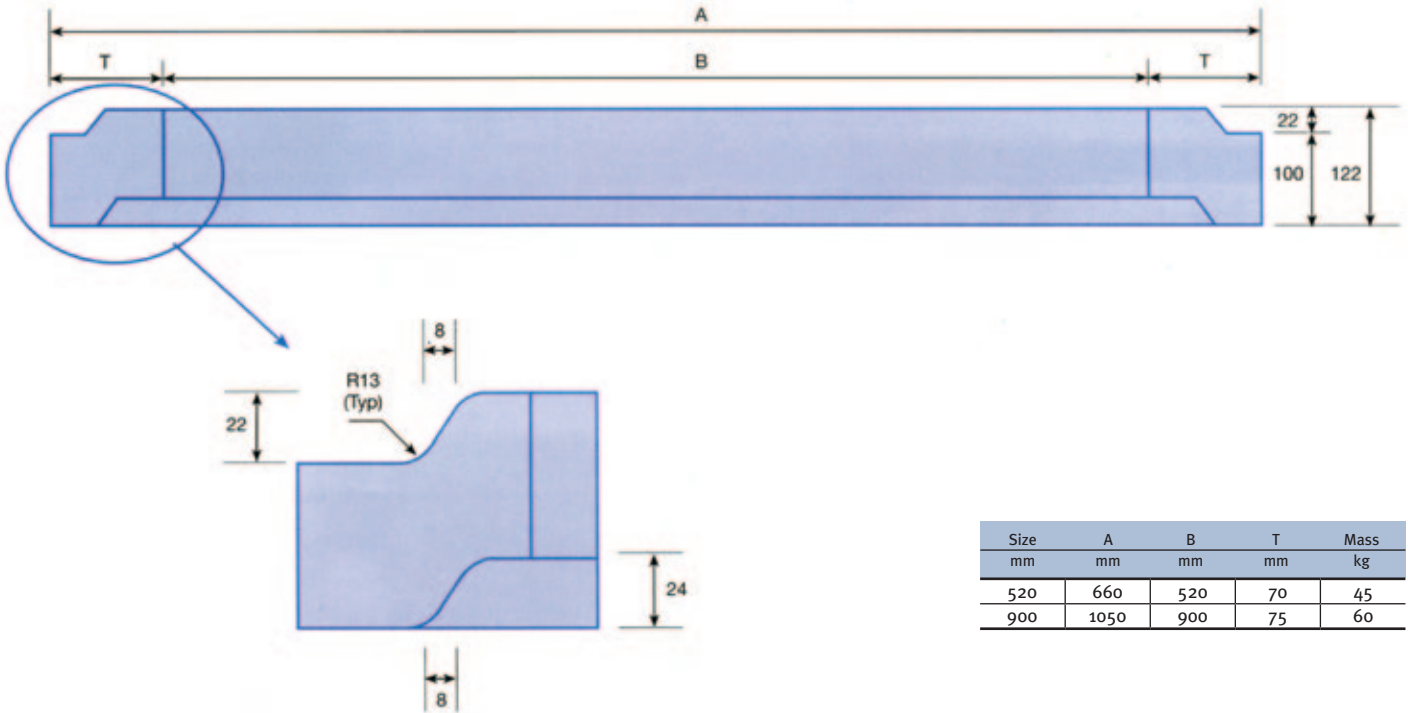 A
T B T
22
100 122
8
R13
(Typ)
22
24
8
Size A B T Mass
mm mm mm mm kg
520 660 520 70 45
900 1050 900 75 60